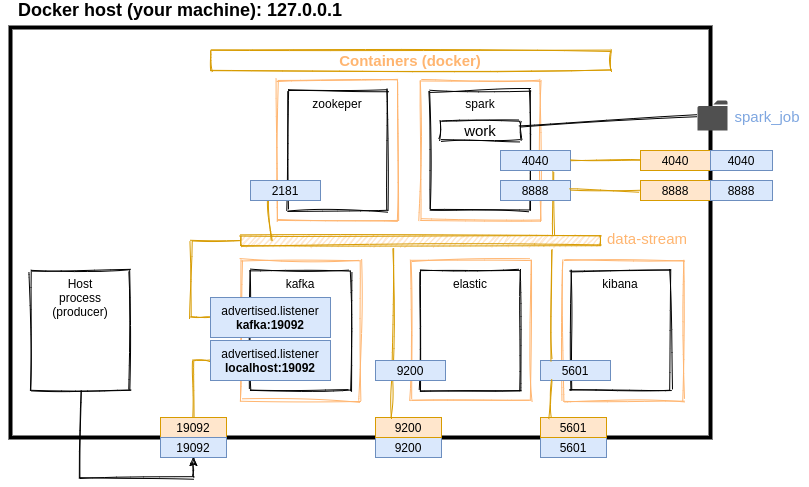 Docker host (your machine): 127.0.0.1
Containers (docker)
zookeper
spark
work
spark_job
4040
4040
4040
2181
8888
8888
8888
data-stream
Host
process
(producer)
kafka
elastic
kibana
advertised.listener
kafka:19092
advertised.listener
localhost:19092
9200
5601
19092
9200
5601
19092
9200
5601